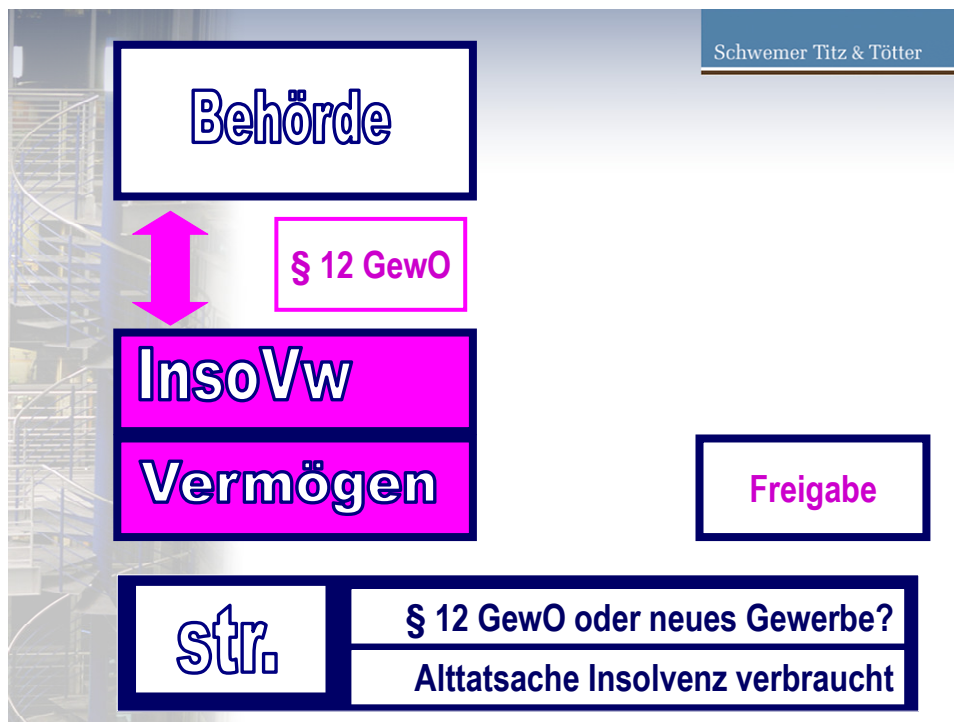 Schwemer Titz & Tötter
Behörde
§ 12 GewO
InsoVw
Vermögen
Freigabe
str.
§ 12 GewO oder neues Gewerbe?
Alttatsache Insolvenz verbraucht